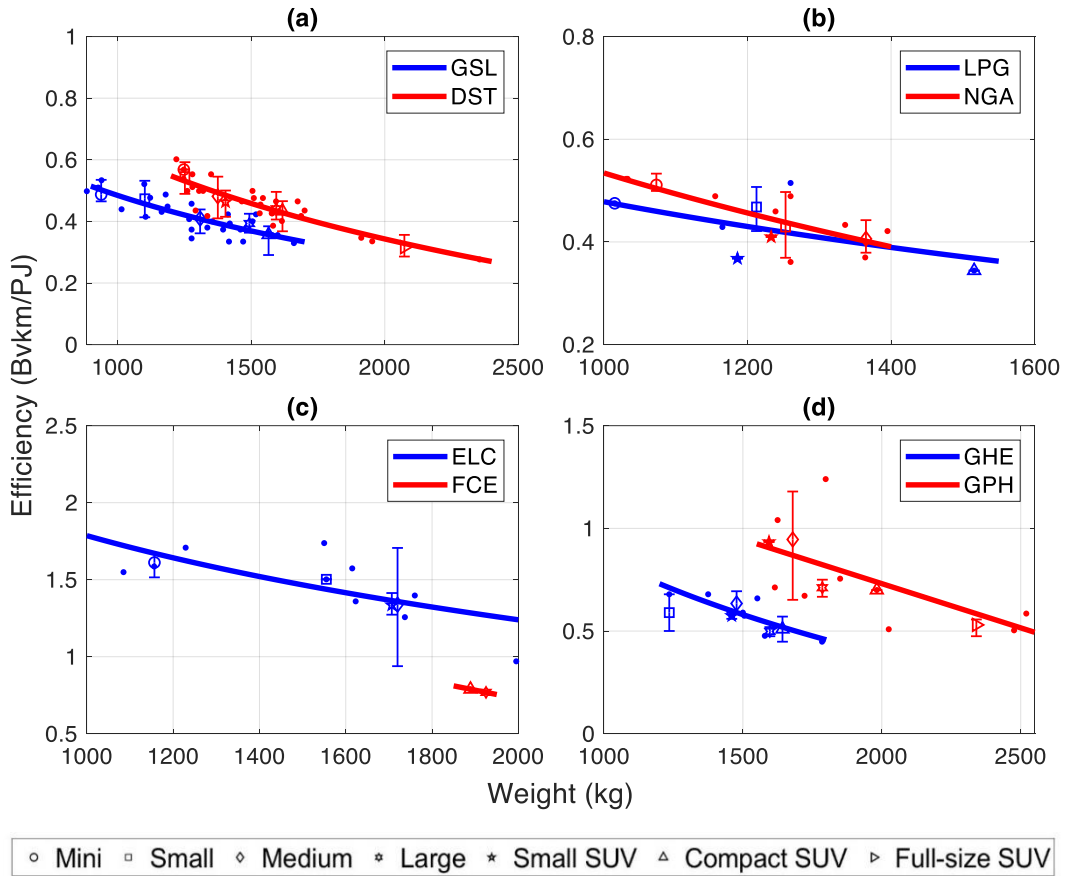 (a)
1
0.8
0.6
0.4
0.2
0
1000 1500 2000 2500
GSL
DST
(b)
0.8
0.6
0.4
0.2
1000 1200 1400 1600
LPG
NGA
Efficiency (Bvkm/PJ)
(c)
2.5
2
1.5
1
0.5
1000 1200 1400 1600 1800 2000
ELC
FCE
(d)
1.5
1
0.5
0
1000 1500 2000 2500
GHE
GPH
Weight (kg)
Mini Small Medium Large Small SUV Compact SUV Full-size SUV